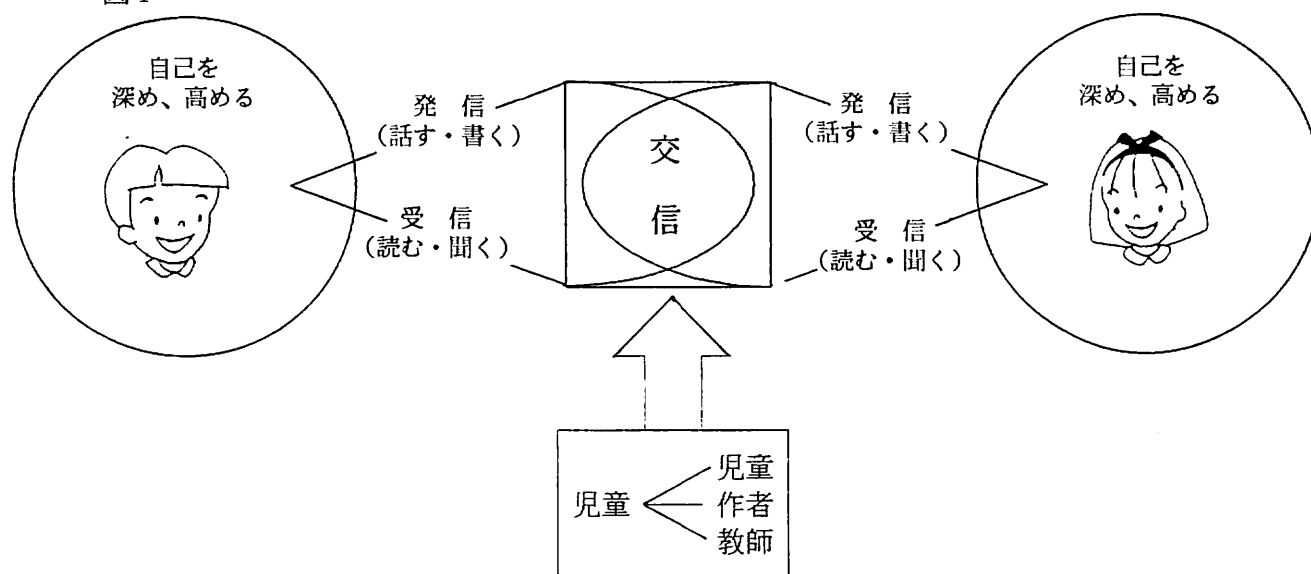 自己を
深め、高める
発 信
(話す・書く)
受 信
(読む・聞く)
交
信
発 信
(話す・書く)
受 信
(読む・聞く)
自己を
深め、高める
児童
児童
作者
教師